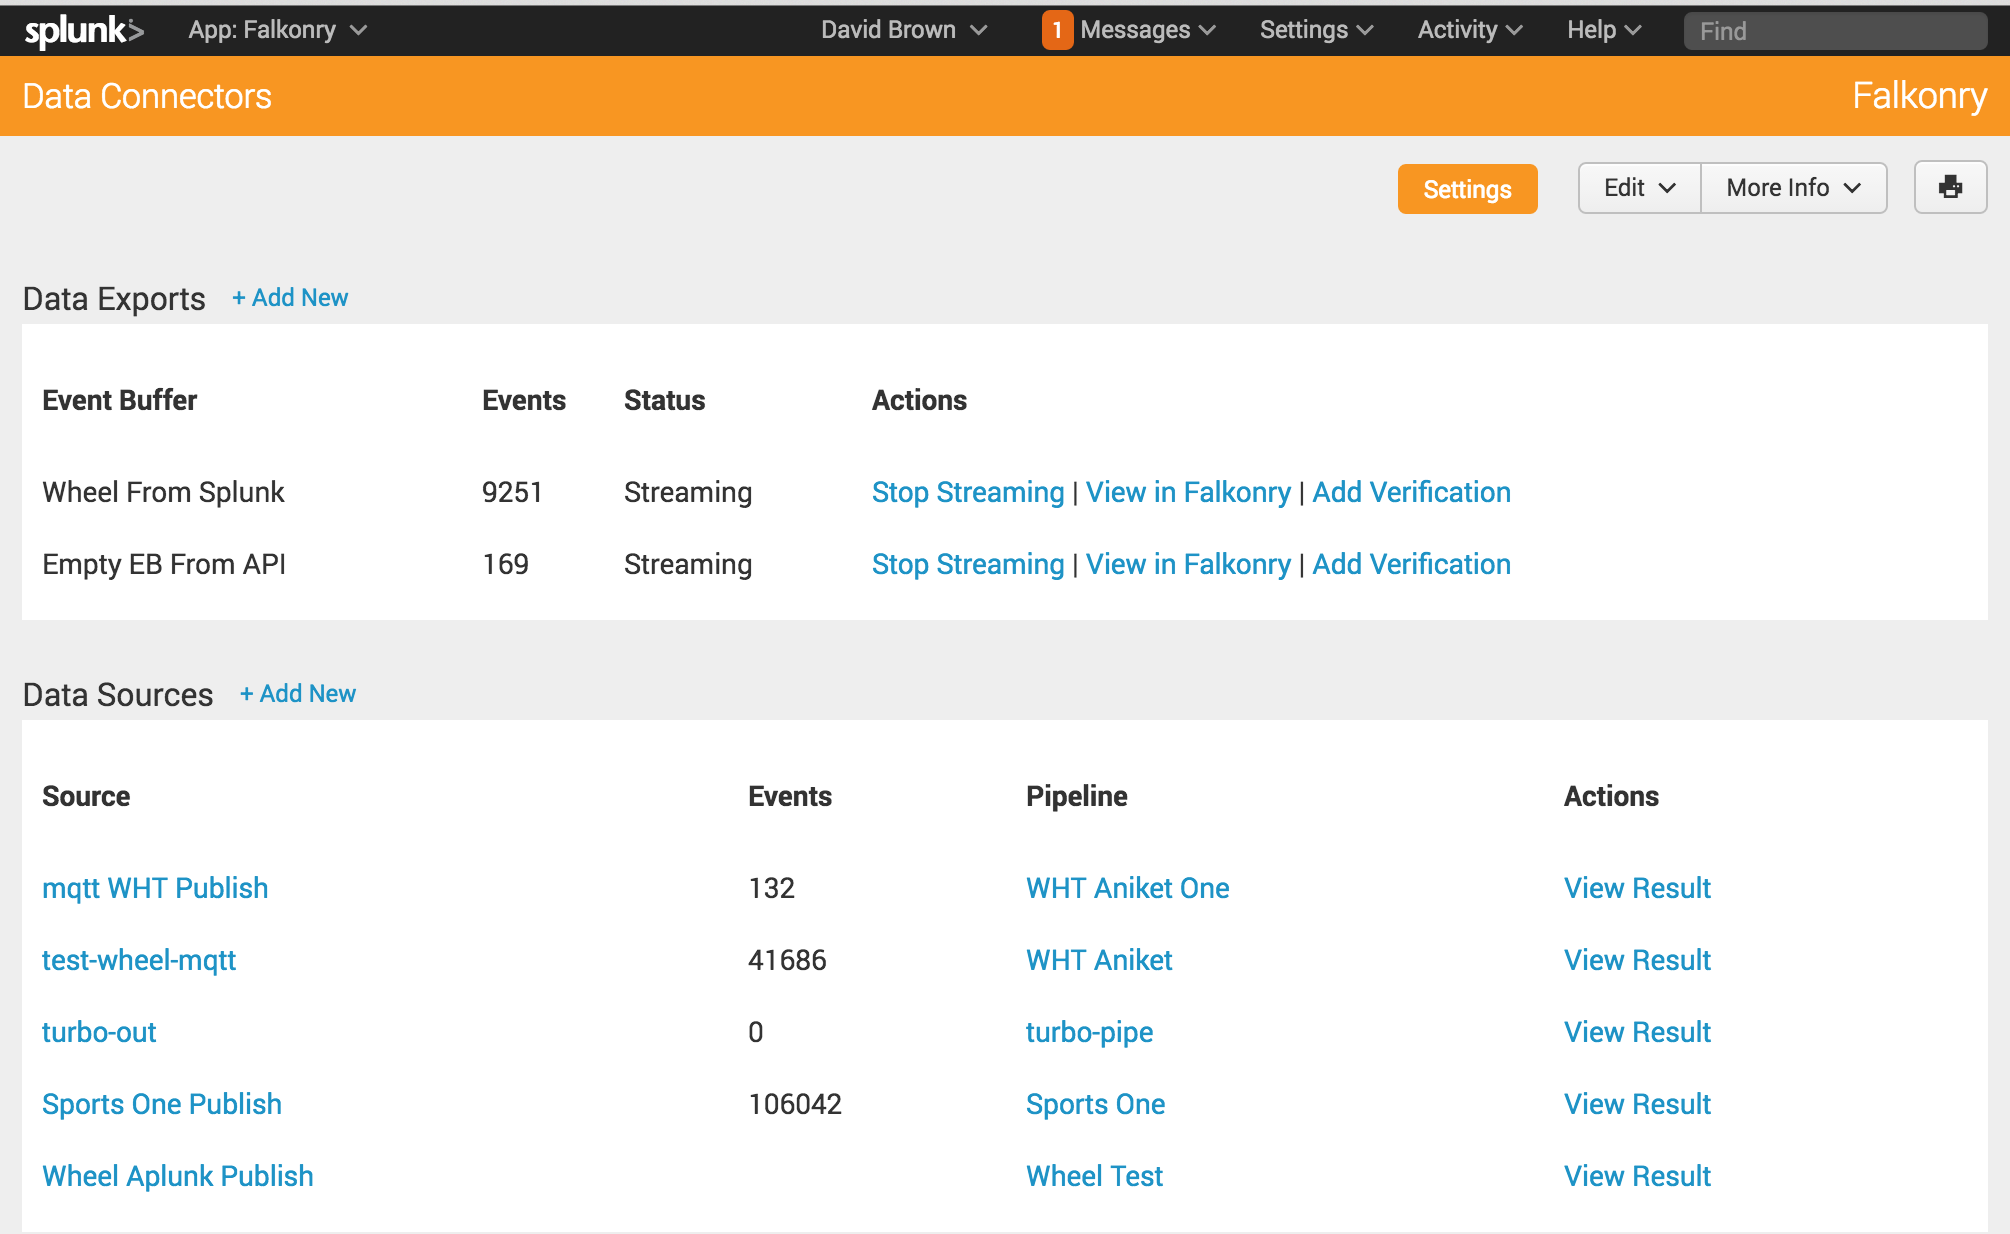 splunk> App: Falkonry David Brown 1 Messages Settings Activity Help Find
Data Connectors Falkonry
Settings Edit More Info
Data Exports + Add New
Event Buffer Events Status Actions
Wheel From Splunk 9251 Streaming Stop Streaming | View in Falkonry | Add Verification
Empty EB From API 169 Streaming Stop Streaming | View in Falkonry | Add Verification
Data Sources + Add New
Source Events Pipeline Actions
mqtt WHT Publish 132 WHT Aniket One View Result
test-wheel-mqtt 41686 WHT Aniket View Result
turbo-out 0 turbo-pipe View Result
Sports One Publish 106042 Sports One View Result
Wheel Aplunk Publish Wheel Test View Result